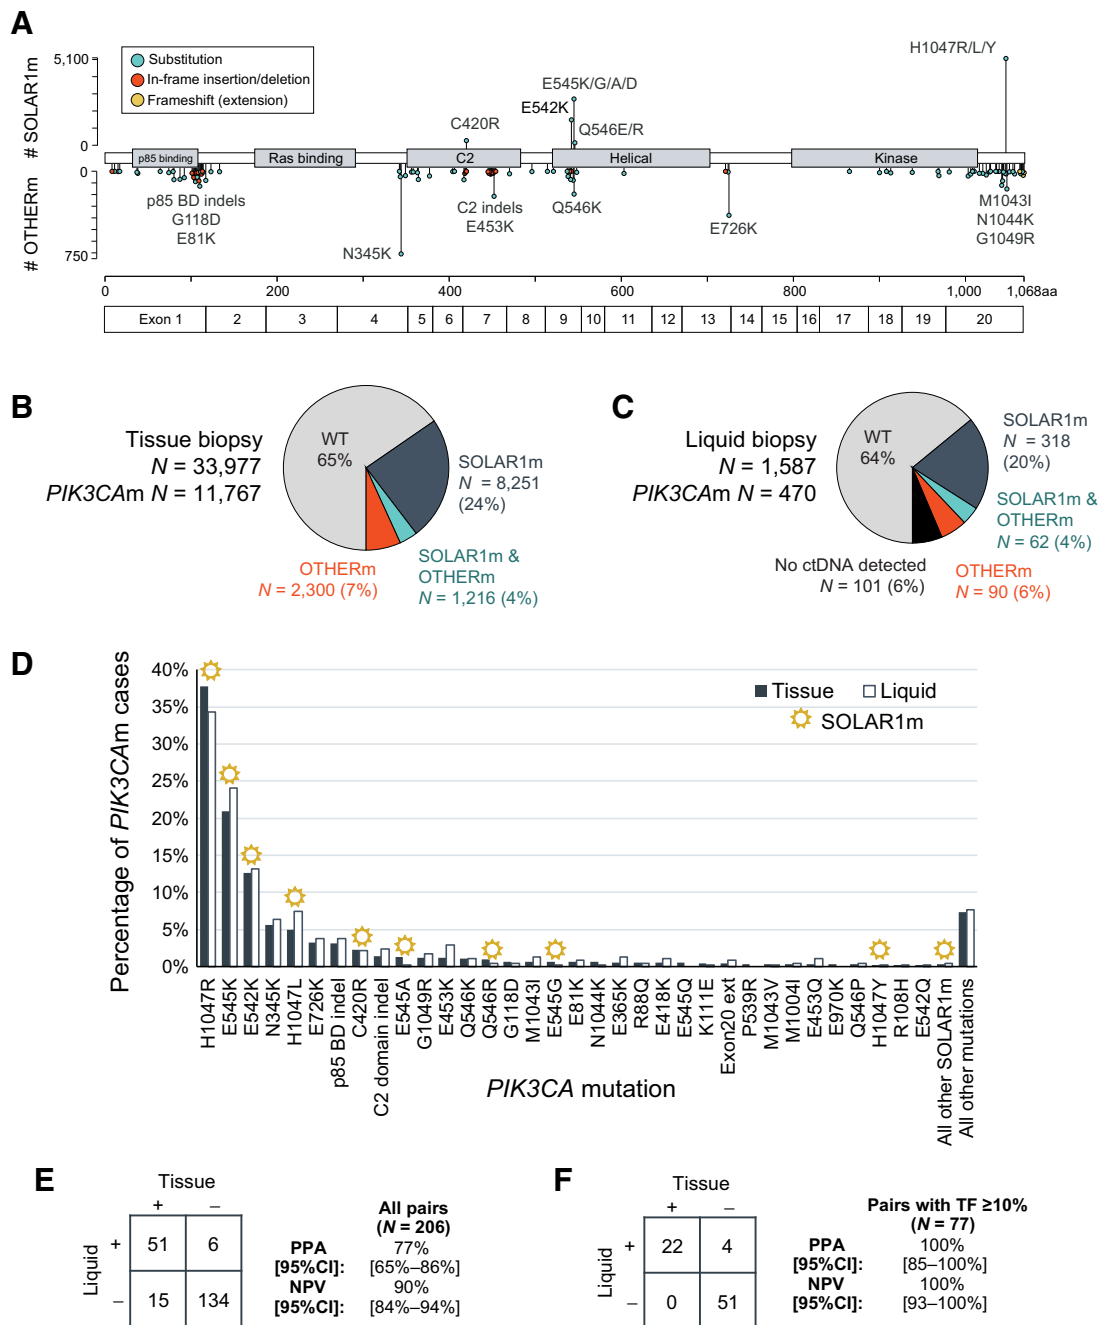 A
# SOLAR1m
5,100
0
Substitution
In-frame insertion/deletion
Frameshift (extension)
H1047R/L/Y
E545K/G/A/D
E542K
Q546E/R
C420R
p85 binding
Ras binding
C2
Helical
Kinase
# OTHERm
0
750
p85 BD indels
G118D
E81K
N345K
C2 indels
E453K
Q546K
E726K
M1043I
N1044K
G1049R
0 200 400 600 800 1,000 1,068aa
Exon 1 2 3 4 5 6 7 8 9 10 11 12 13 14 15 16 17 18 19 20
B
Tissue biopsy
N = 33,977
PIK3CAm N = 11,767
WT
65%
SOLAR1m
N = 8,251
(24%)
SOLAR1m &
OTHERm
N = 1,216 (4%)
OTHERm
N = 2,300 (7%)
C
Liquid biopsy
N = 1,587
PIK3CAm N = 470
WT
64%
SOLAR1m
N = 318
(20%)
SOLAR1m &
OTHERm
N = 62 (4%)
OTHERm
N = 90 (6%)
No ctDNA detected
N = 101 (6%)
D
Percentage of PIK3CAm cases
40%
35%
30%
25%
20%
15%
10%
5%
0%
Tissue
Liquid
SOLAR1m
H1047R
E545K
E542K
N345K
H1047L
E726K
p85 BD indel
C420R
C2 domain indel
E545A
G1049R
E453K
Q546K
Q546R
G118D
M1043I
E545G
E81K
N1044K
E365K
R88Q
E418K
E545Q
K111E
Exon20 ext
P539R
M1043V
M1004I
E453Q
E970K
Q546P
H1047Y
R108H
E542Q
All other SOLAR1m
All other mutations
PIK3CA mutation
E
Tissue
+ –
Liquid
+ 51 6
– 15 134
All pairs
(N = 206)
PPA 77%
[95%CI]: [65%–86%]
NPV 90%
[95%CI]: [84%–94%]
F
Tissue
+ –
Liquid
+ 22 4
– 0 51
Pairs with TF ≥10%
(N = 77)
PPA 100%
[95%CI]: [85–100%]
NPV 100%
[95%CI]: [93–100%]